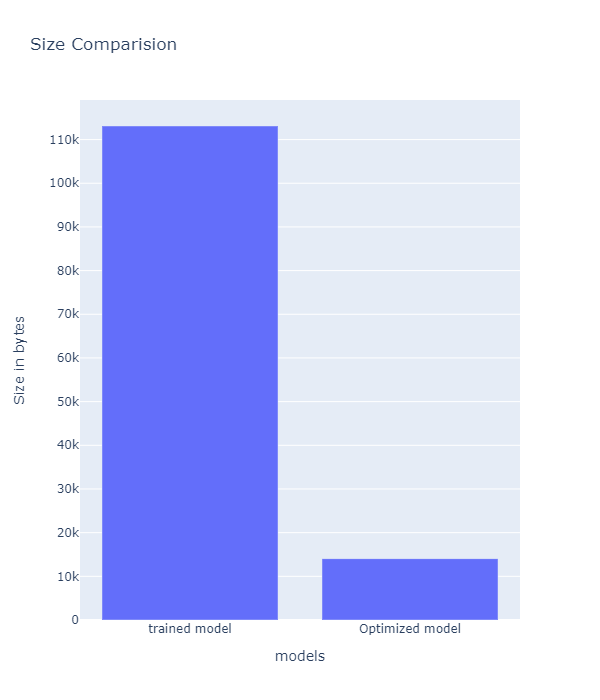 Size Comparision
110k
100k
90k
80k
70k
60k
50k
40k
30k
20k
10k
0
Size in bytes
trained model
Optimized model
models